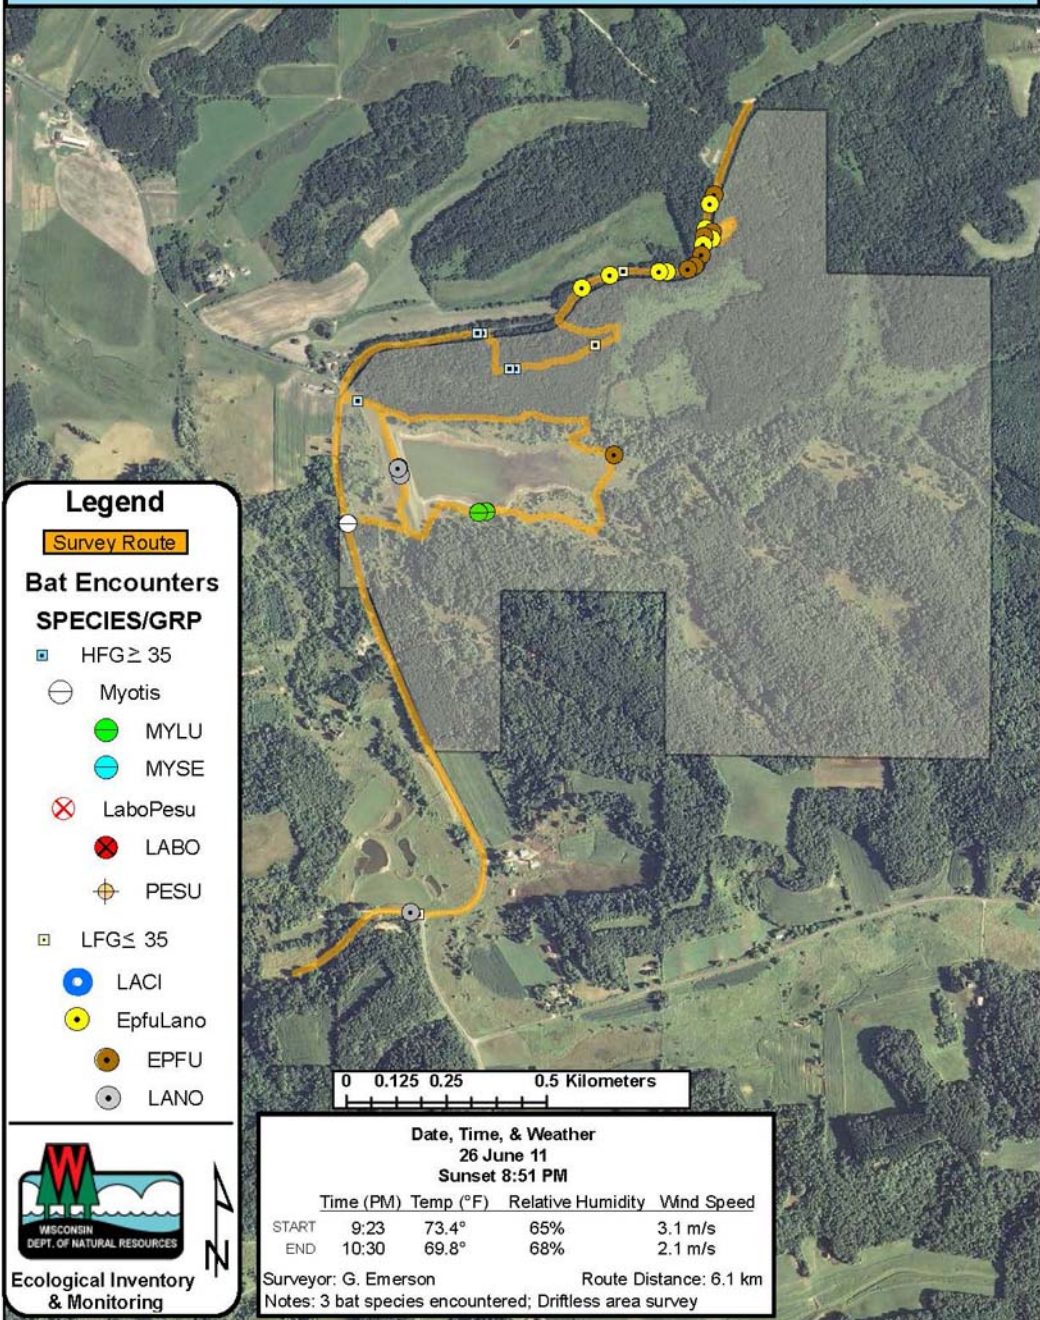 Legend
Survey Route
Bat Encounters
SPECIES/GRP
HFG ≥ 35
Myotis
MYLU
MYSE
LaboPesu
LABO
PESU
LFG ≤ 35
LACI
EpfuLano
EPFU
LANO
W
WISCONSIN
DEPT. OF NATURAL RESOURCES
N
Ecological Inventory
& Monitoring
0 0.125 0.25 0.5 Kilometers
Date, Time, & Weather
26 June 11
Sunset 8:51 PM
Time (PM) Temp (°F) Relative Humidity Wind Speed
START 9:23 73.4° 65% 3.1 m/s
END 10:30 69.8° 68% 2.1 m/s
Surveyor: G. Emerson Route Distance: 6.1 km
Notes: 3 bat species encountered; Driftless area survey